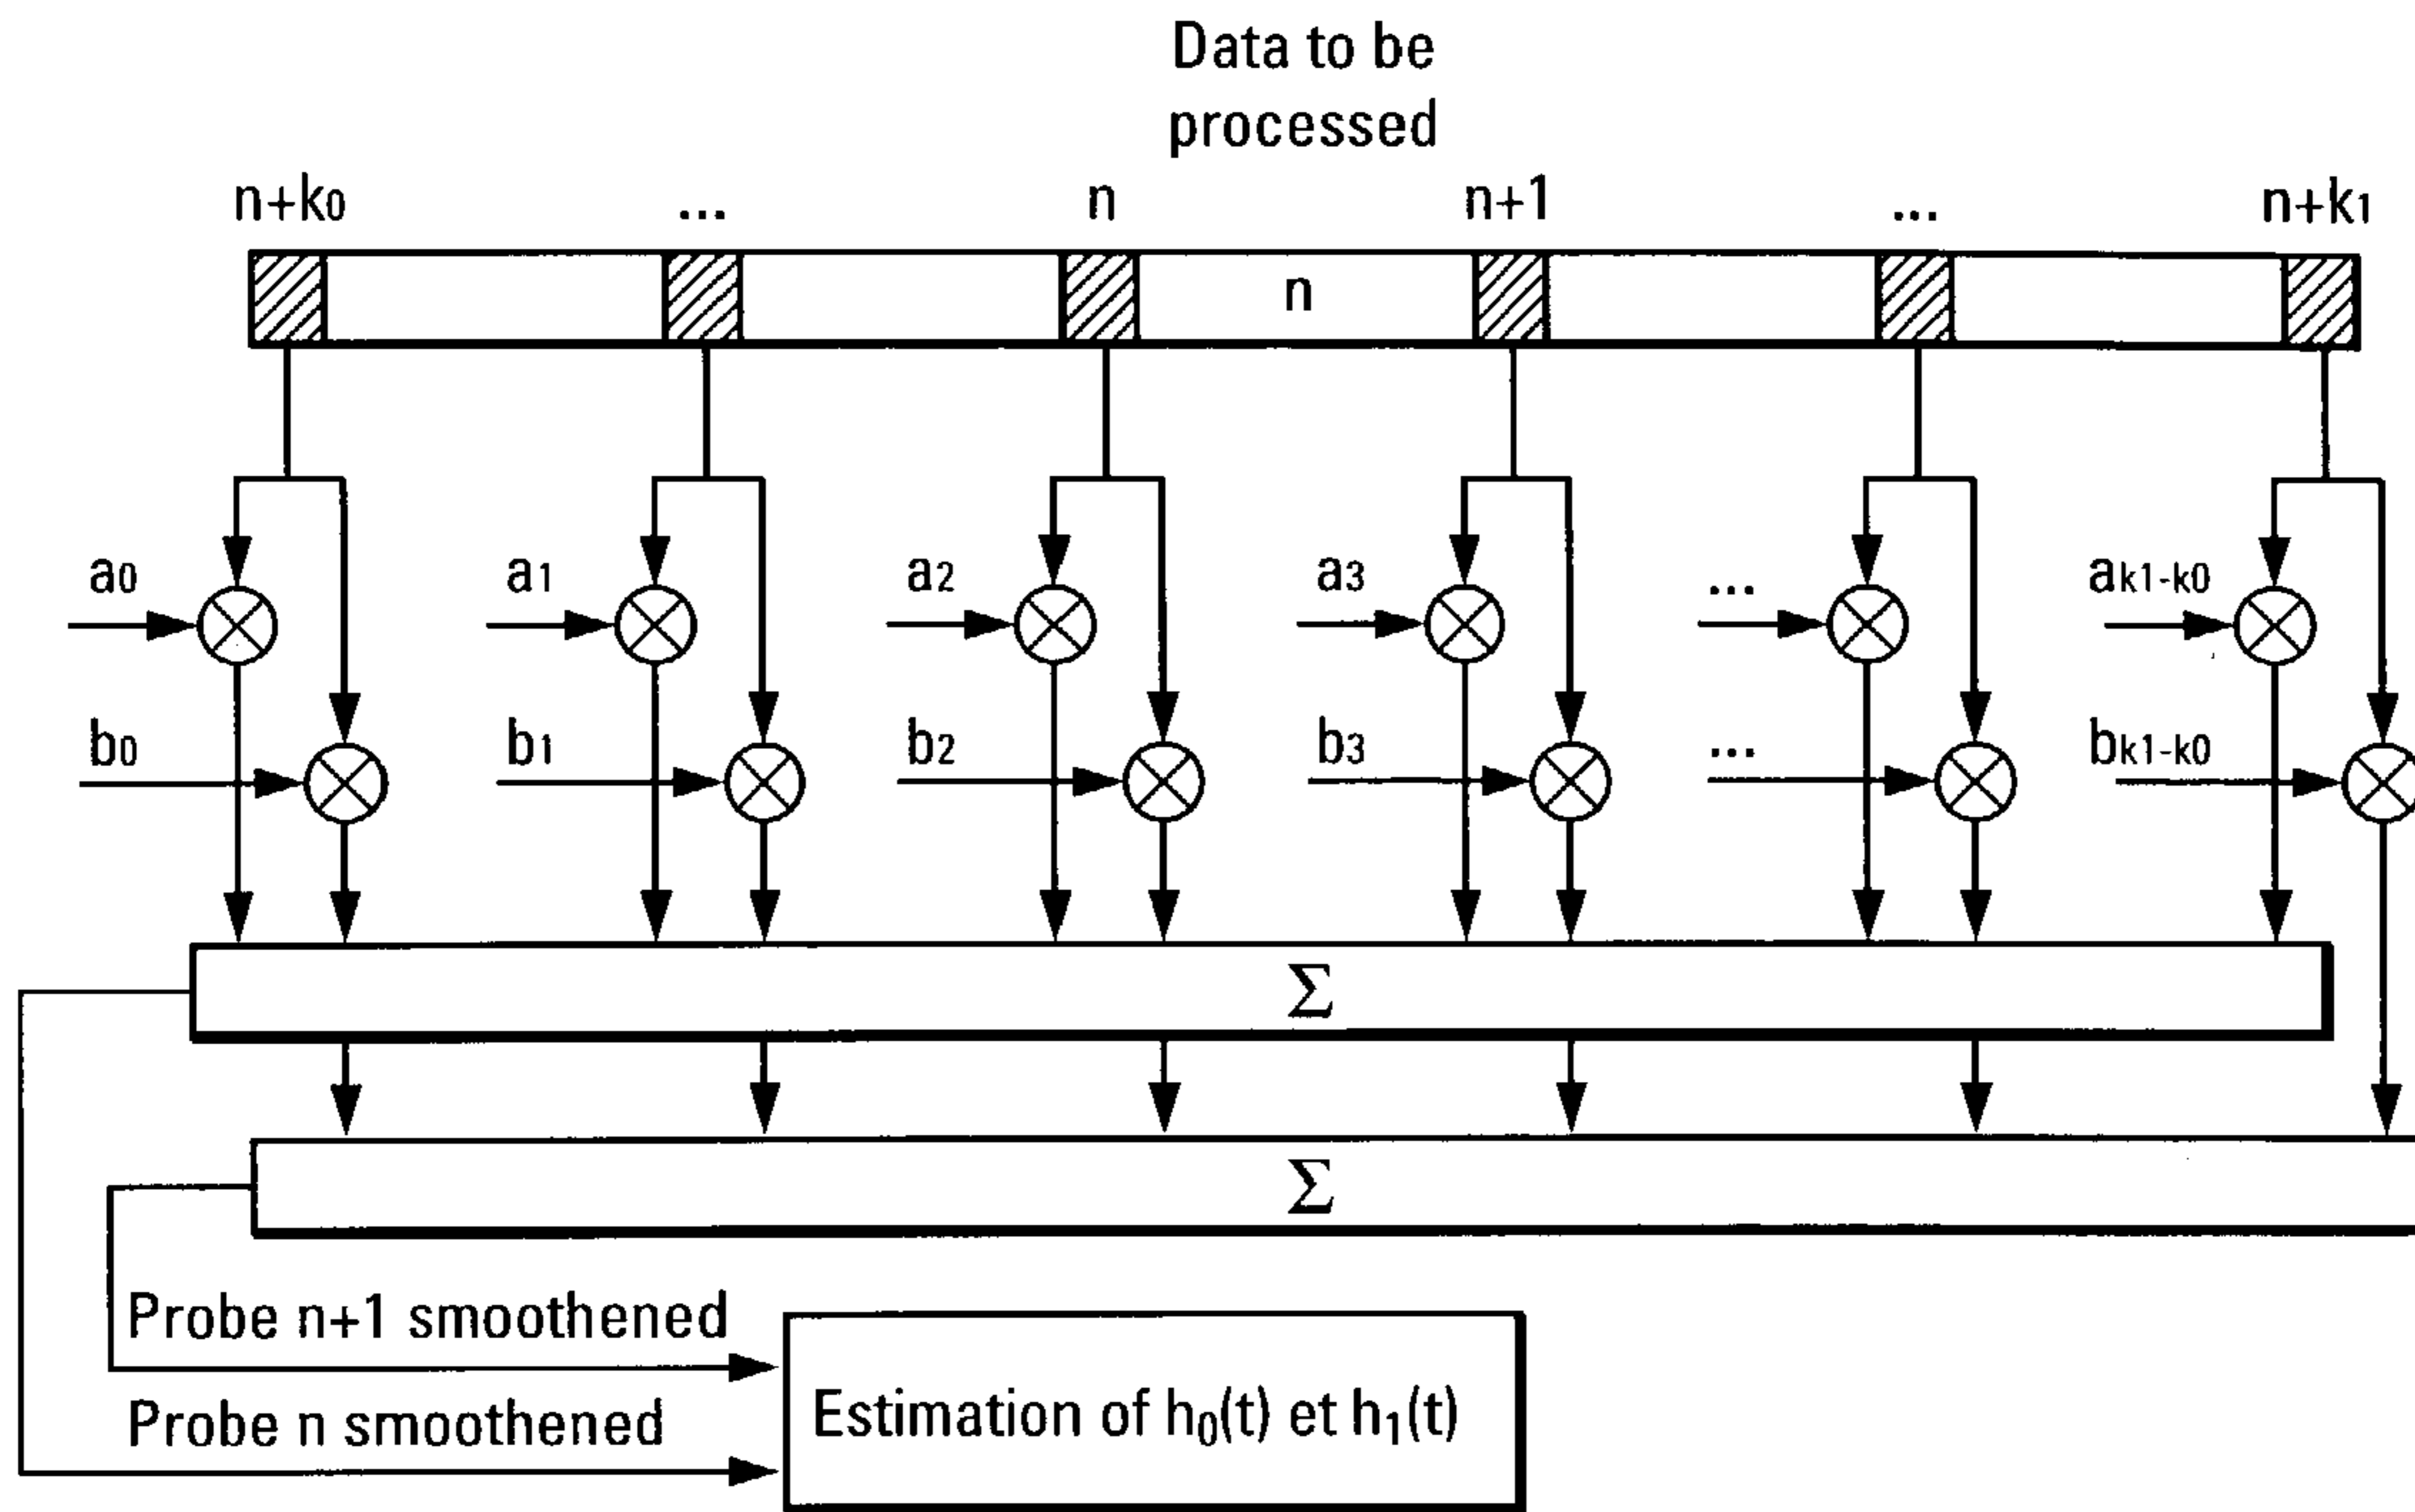 Data to be
processed
n+k0 ... n n+1 ... n+k1
n
a0 a1 a2 a3 ... ak1-k0
b0 b1 b2 b3 ... bk1-k0
Σ
Σ
Probe n+1 smoothened
Probe n smoothened
Estimation of h0(t) et h1(t)